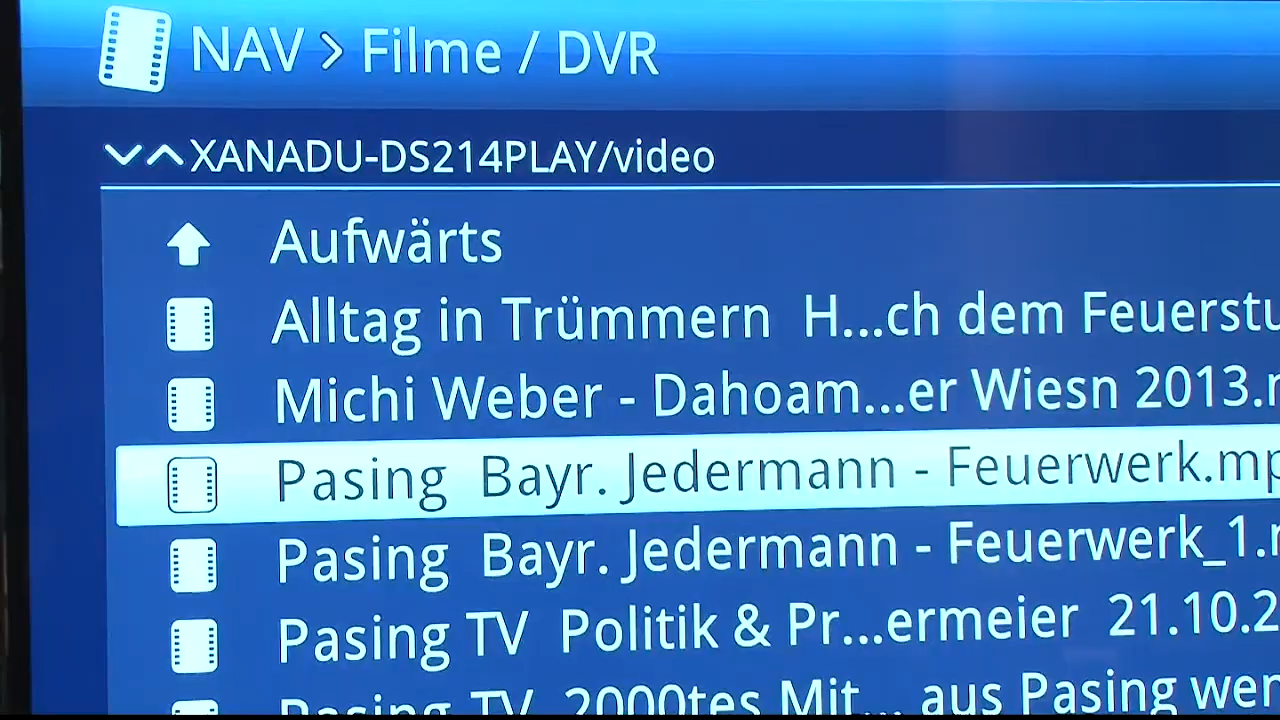 NAV > Filme / DVR
XANADU-DS214PLAY/video
Aufwärts
Alltag in Trümmern H...ch dem Feuerstu
Michi Weber - Dahoam...er Wiesn 2013.
Pasing Bayr. Jedermann - Feuerwerk.mp
Pasing Bayr. Jedermann - Feuerwerk_1.
Pasing TV Politik & Pr...ermeier 21.10.2
Pasing TV 2000tes Mit... aus Pasing wer